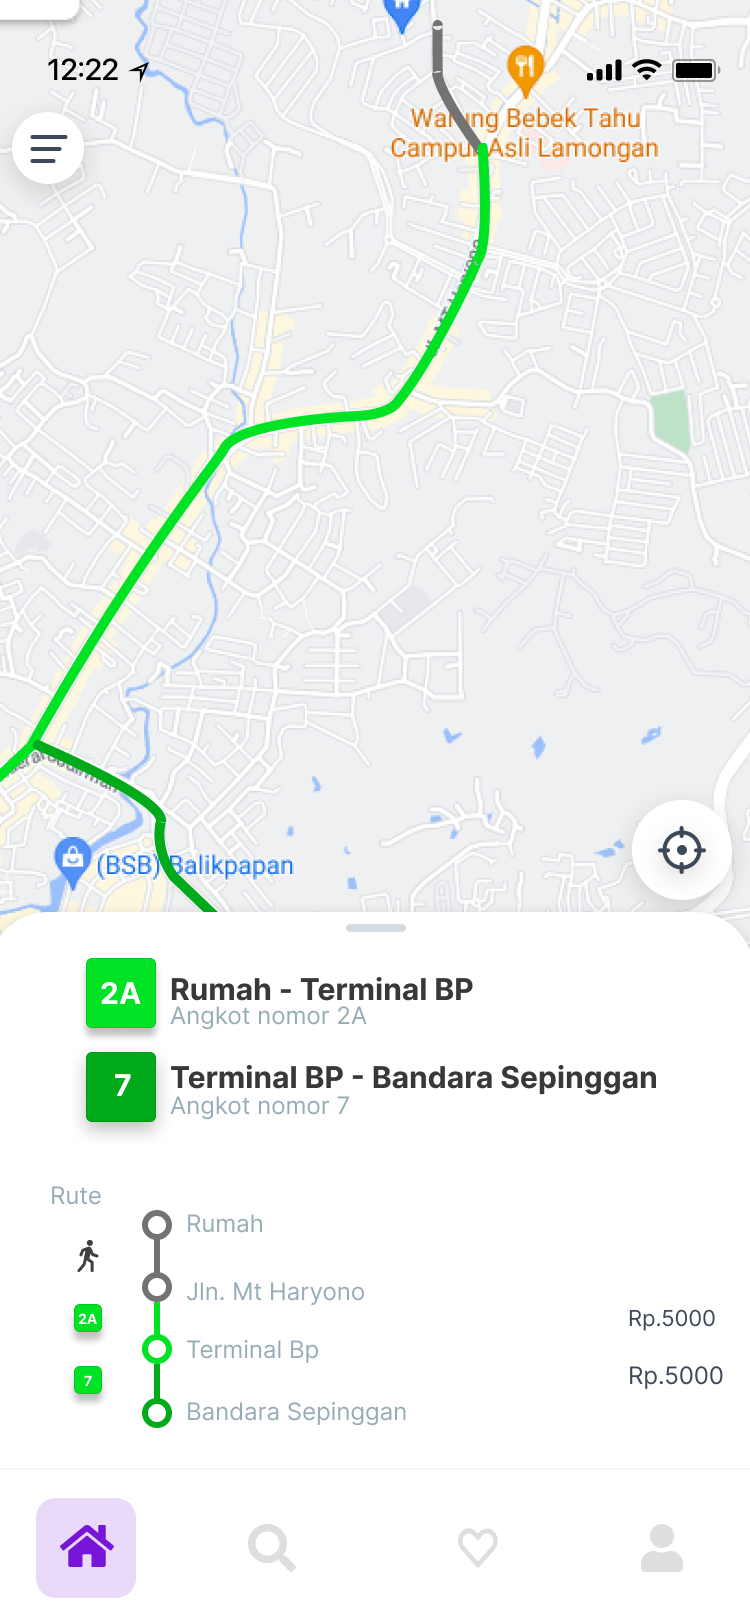 12:22
Warung Bebek Tahu
Campur Asli Lamongan
(BSB) Balikpapan
2A
Rumah - Terminal BP
Angkot nomor 2A
7
Terminal BP - Bandara Sepinggan
Angkot nomor 7
Rute
Rumah
Jln. Mt Haryono
2A
Rp.5000
Terminal Bp
7
Rp.5000
Bandara Sepinggan